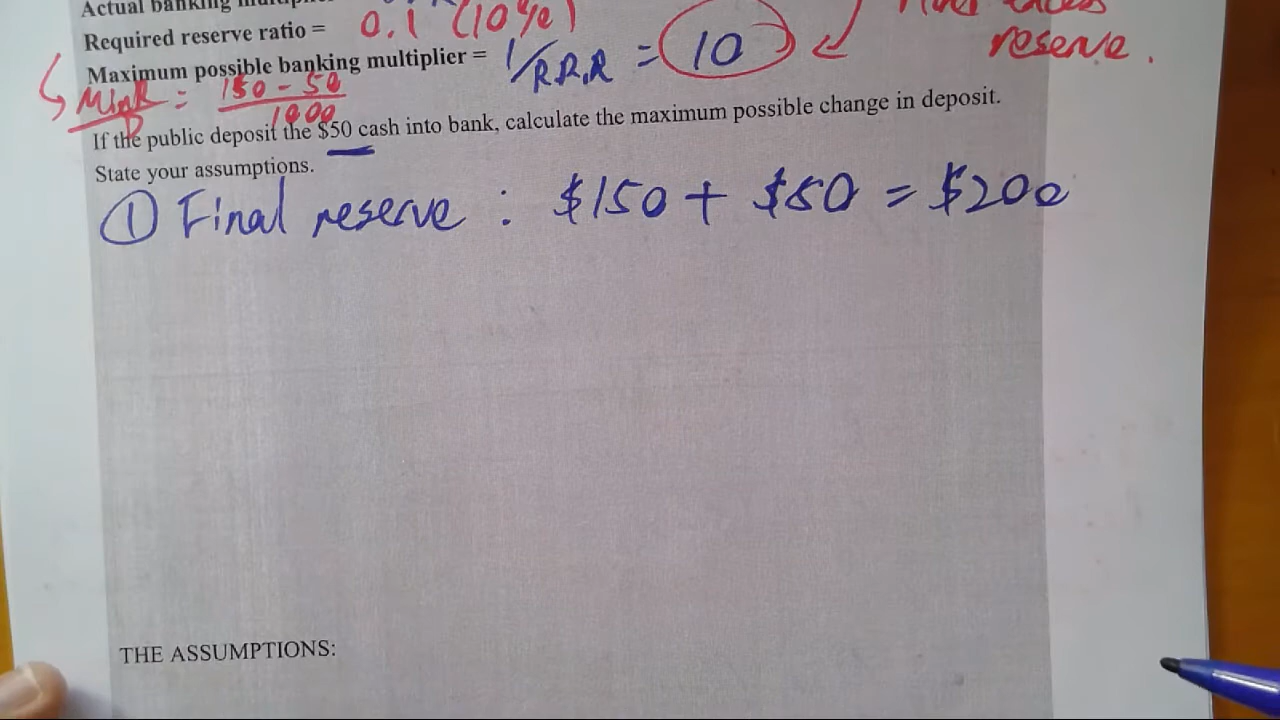 Actual banking
Required reserve ratio = 0.1 (10%)
reserve.
Maximum possible banking multiplier = 1/R.R.R = 10
Min R/D = 150 - 50 / 1000
If the public deposit the $50 cash into bank, calculate the maximum possible change in deposit.
State your assumptions.
① Final reserve : $150 + $50 = $200
THE ASSUMPTIONS: